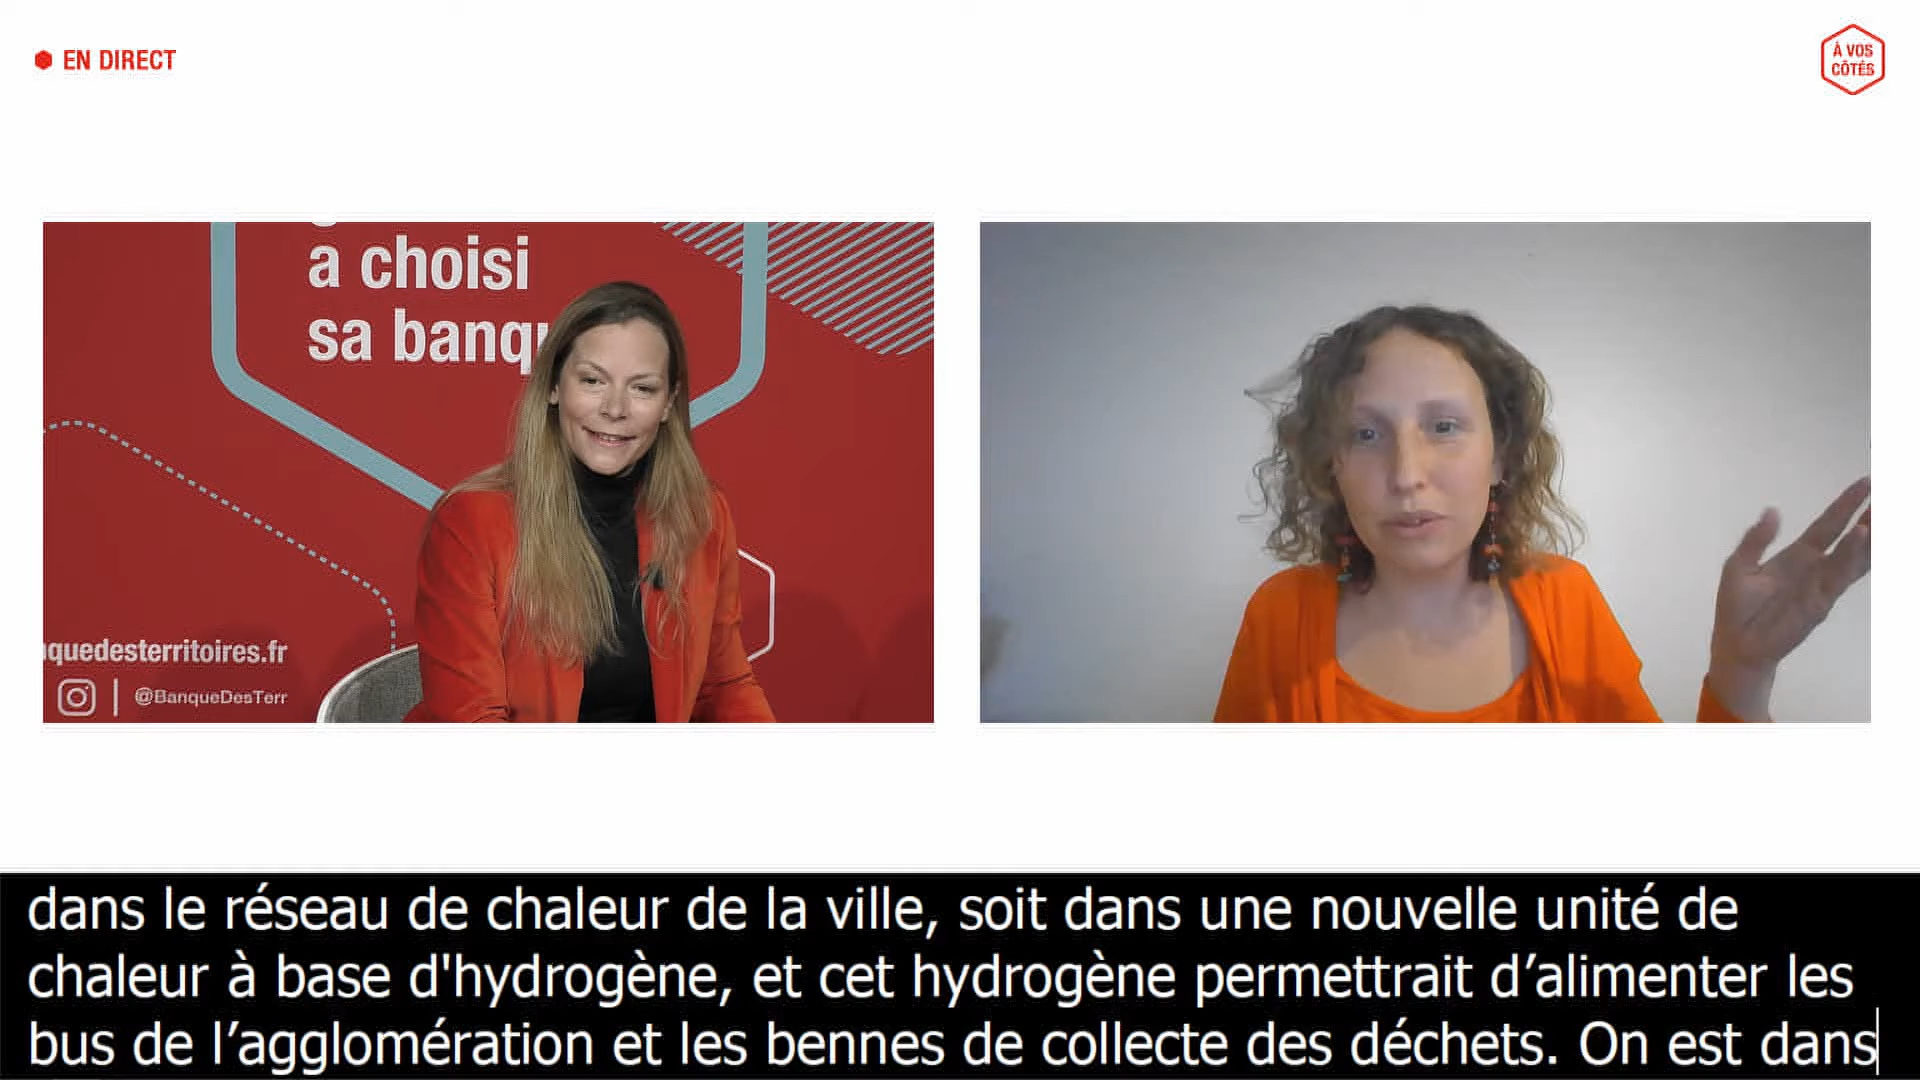 EN DIRECT
À VOS
CÔTÉS
a choisi
sa banq
quedesterritoires.fr
@BanqueDesTerr
dans le réseau de chaleur de la ville, soit dans une nouvelle unité de
chaleur à base d'hydrogène, et cet hydrogène permettrait d’alimenter les
bus de l’agglomération et les bennes de collecte des déchets. On est dans